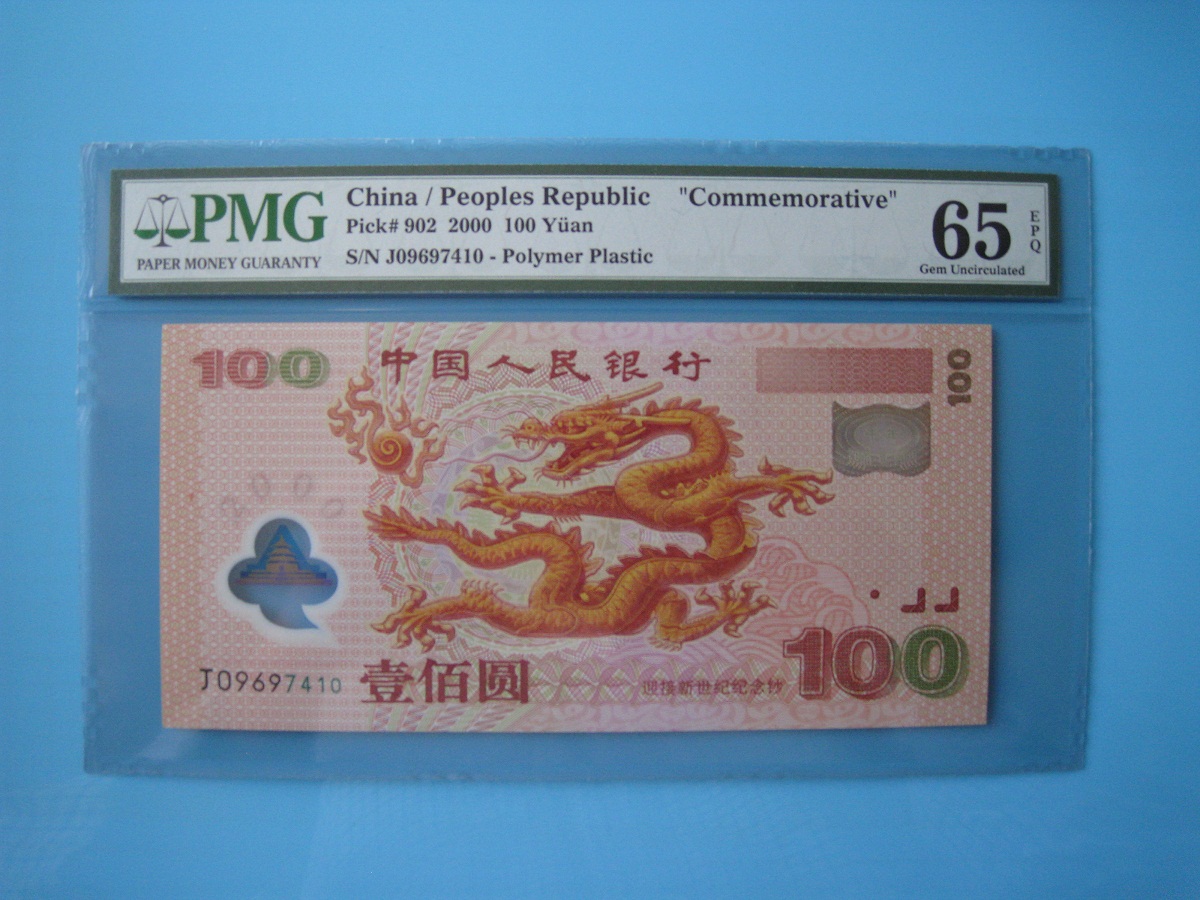 PMG
PAPER MONEY GUARANTY
China / Peoples Republic "Commemorative"
Pick# 902 2000 100 Yüan
S/N J09697410 - Polymer Plastic
65
EPQ
Gem Uncirculated
100
中国人民银行
100
2000
J09697410
壹佰圆
迎接新世纪纪念钞
100